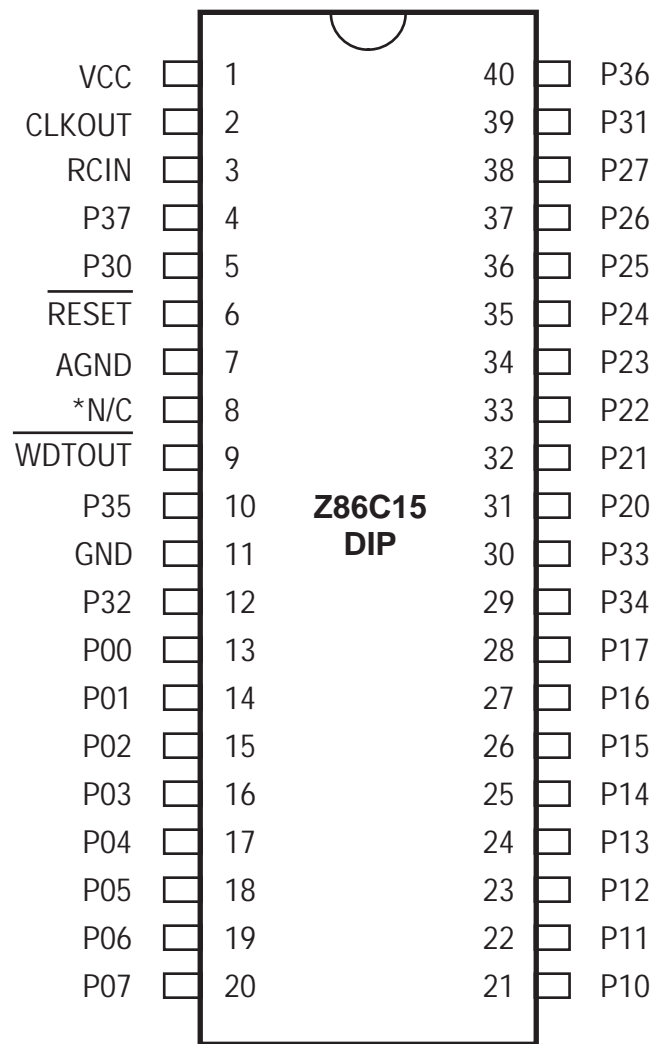 VCC 1 40 P36
CLKOUT 2 39 P31
RCIN 3 38 P27
P37 4 37 P26
P30 5 36 P25
RESET 6 35 P24
AGND 7 34 P23
*N/C 8 33 P22
WDTOUT 9 32 P21
P35 10 Z86C15 31 P20
GND 11 DIP 30 P33
P32 12 29 P34
P00 13 28 P17
P01 14 27 P16
P02 15 26 P15
P03 16 25 P14
P04 17 24 P13
P05 18 23 P12
P06 19 22 P11
P07 20 21 P10